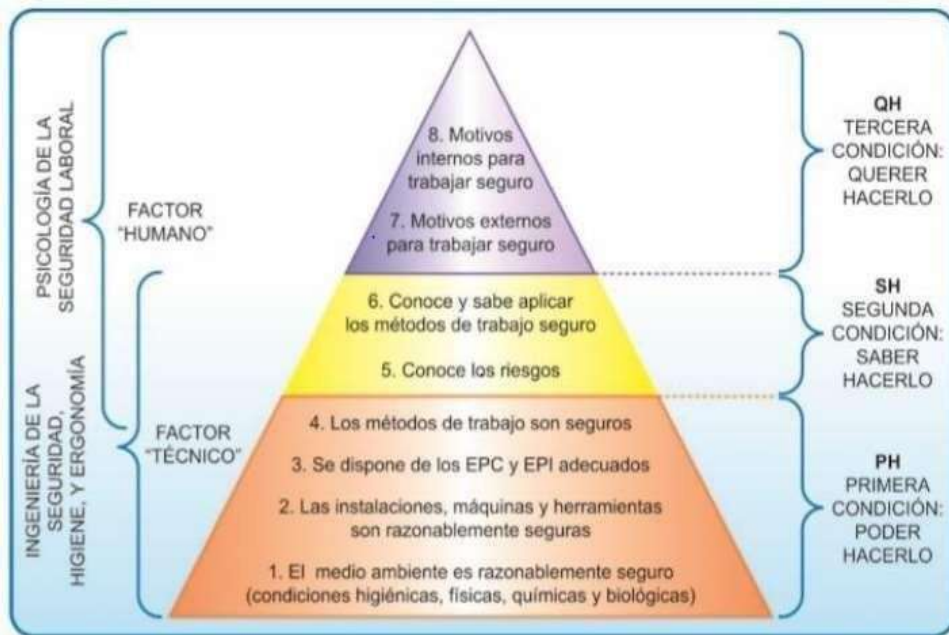 PSICOLOGÍA DE LA
SEGURIDAD LABORAL
INGENIERÍA DE LA
SEGURIDAD,
HIGIENE, Y ERGONOMÍA
FACTOR
"HUMANO"
FACTOR
"TÉCNICO"
8. Motivos
internos para
trabajar seguro
7. Motivos externos
para trabajar seguro
6. Conoce y sabe aplicar
los métodos de trabajo seguro
5. Conoce los riesgos
4. Los métodos de trabajo son seguros
3. Se dispone de los EPC y EPI adecuados
2. Las instalaciones, máquinas y herramientas
son razonablemente seguras
1. El medio ambiente es razonablemente seguro
(condiciones higiénicas, físicas, químicas y biológicas)
QH
TERCERA
CONDICIÓN:
QUERER
HACERLO
SH
SEGUNDA
CONDICIÓN:
SABER
HACERLO
PH
PRIMERA
CONDICIÓN:
PODER
HACERLO